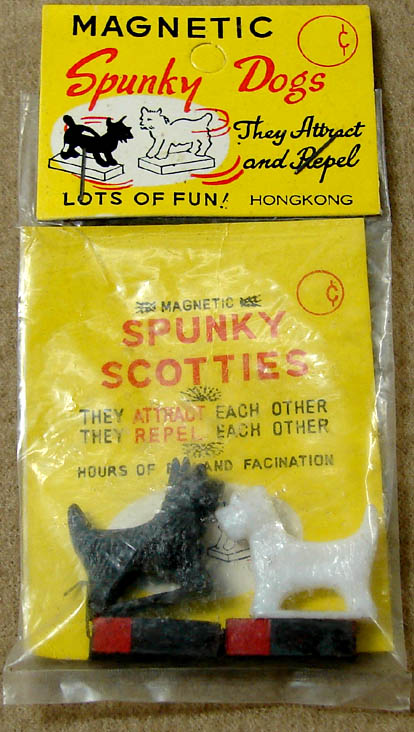 MAGNETIC
¢
Spunky Dogs
They Attract
and Repel
LOTS OF FUN! HONGKONG
¢
MAGNETIC
SPUNKY
SCOTTIES
THEY ATTRACT EACH OTHER
THEY REPEL EACH OTHER
HOURS OF AND FACINATION